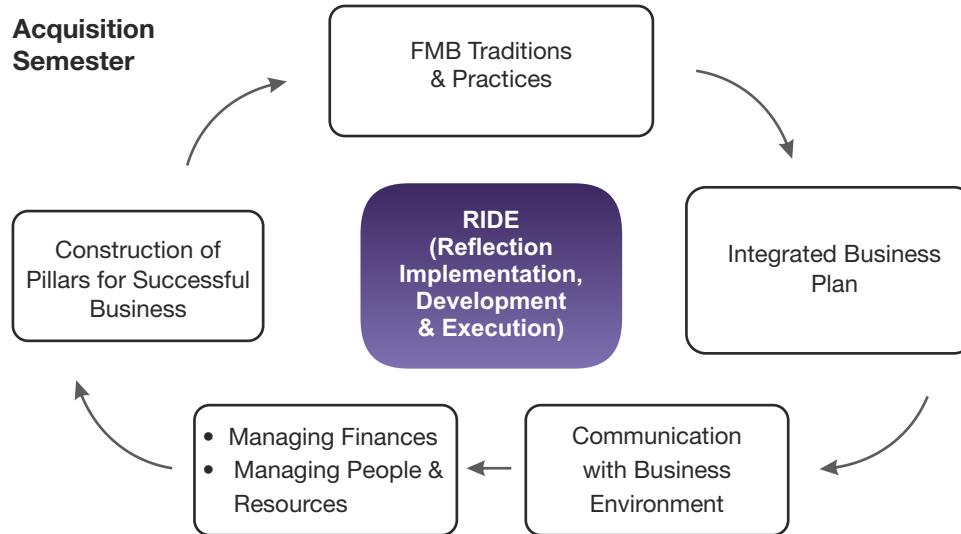 Acquisition
Semester
FMB Traditions
& Practices
Integrated Business
Plan
Communication
with Business
Environment
• Managing Finances
• Managing People &
Resources
Construction of
Pillars for Successful
Business
RIDE
(Reflection
Implementation,
Development
& Execution)